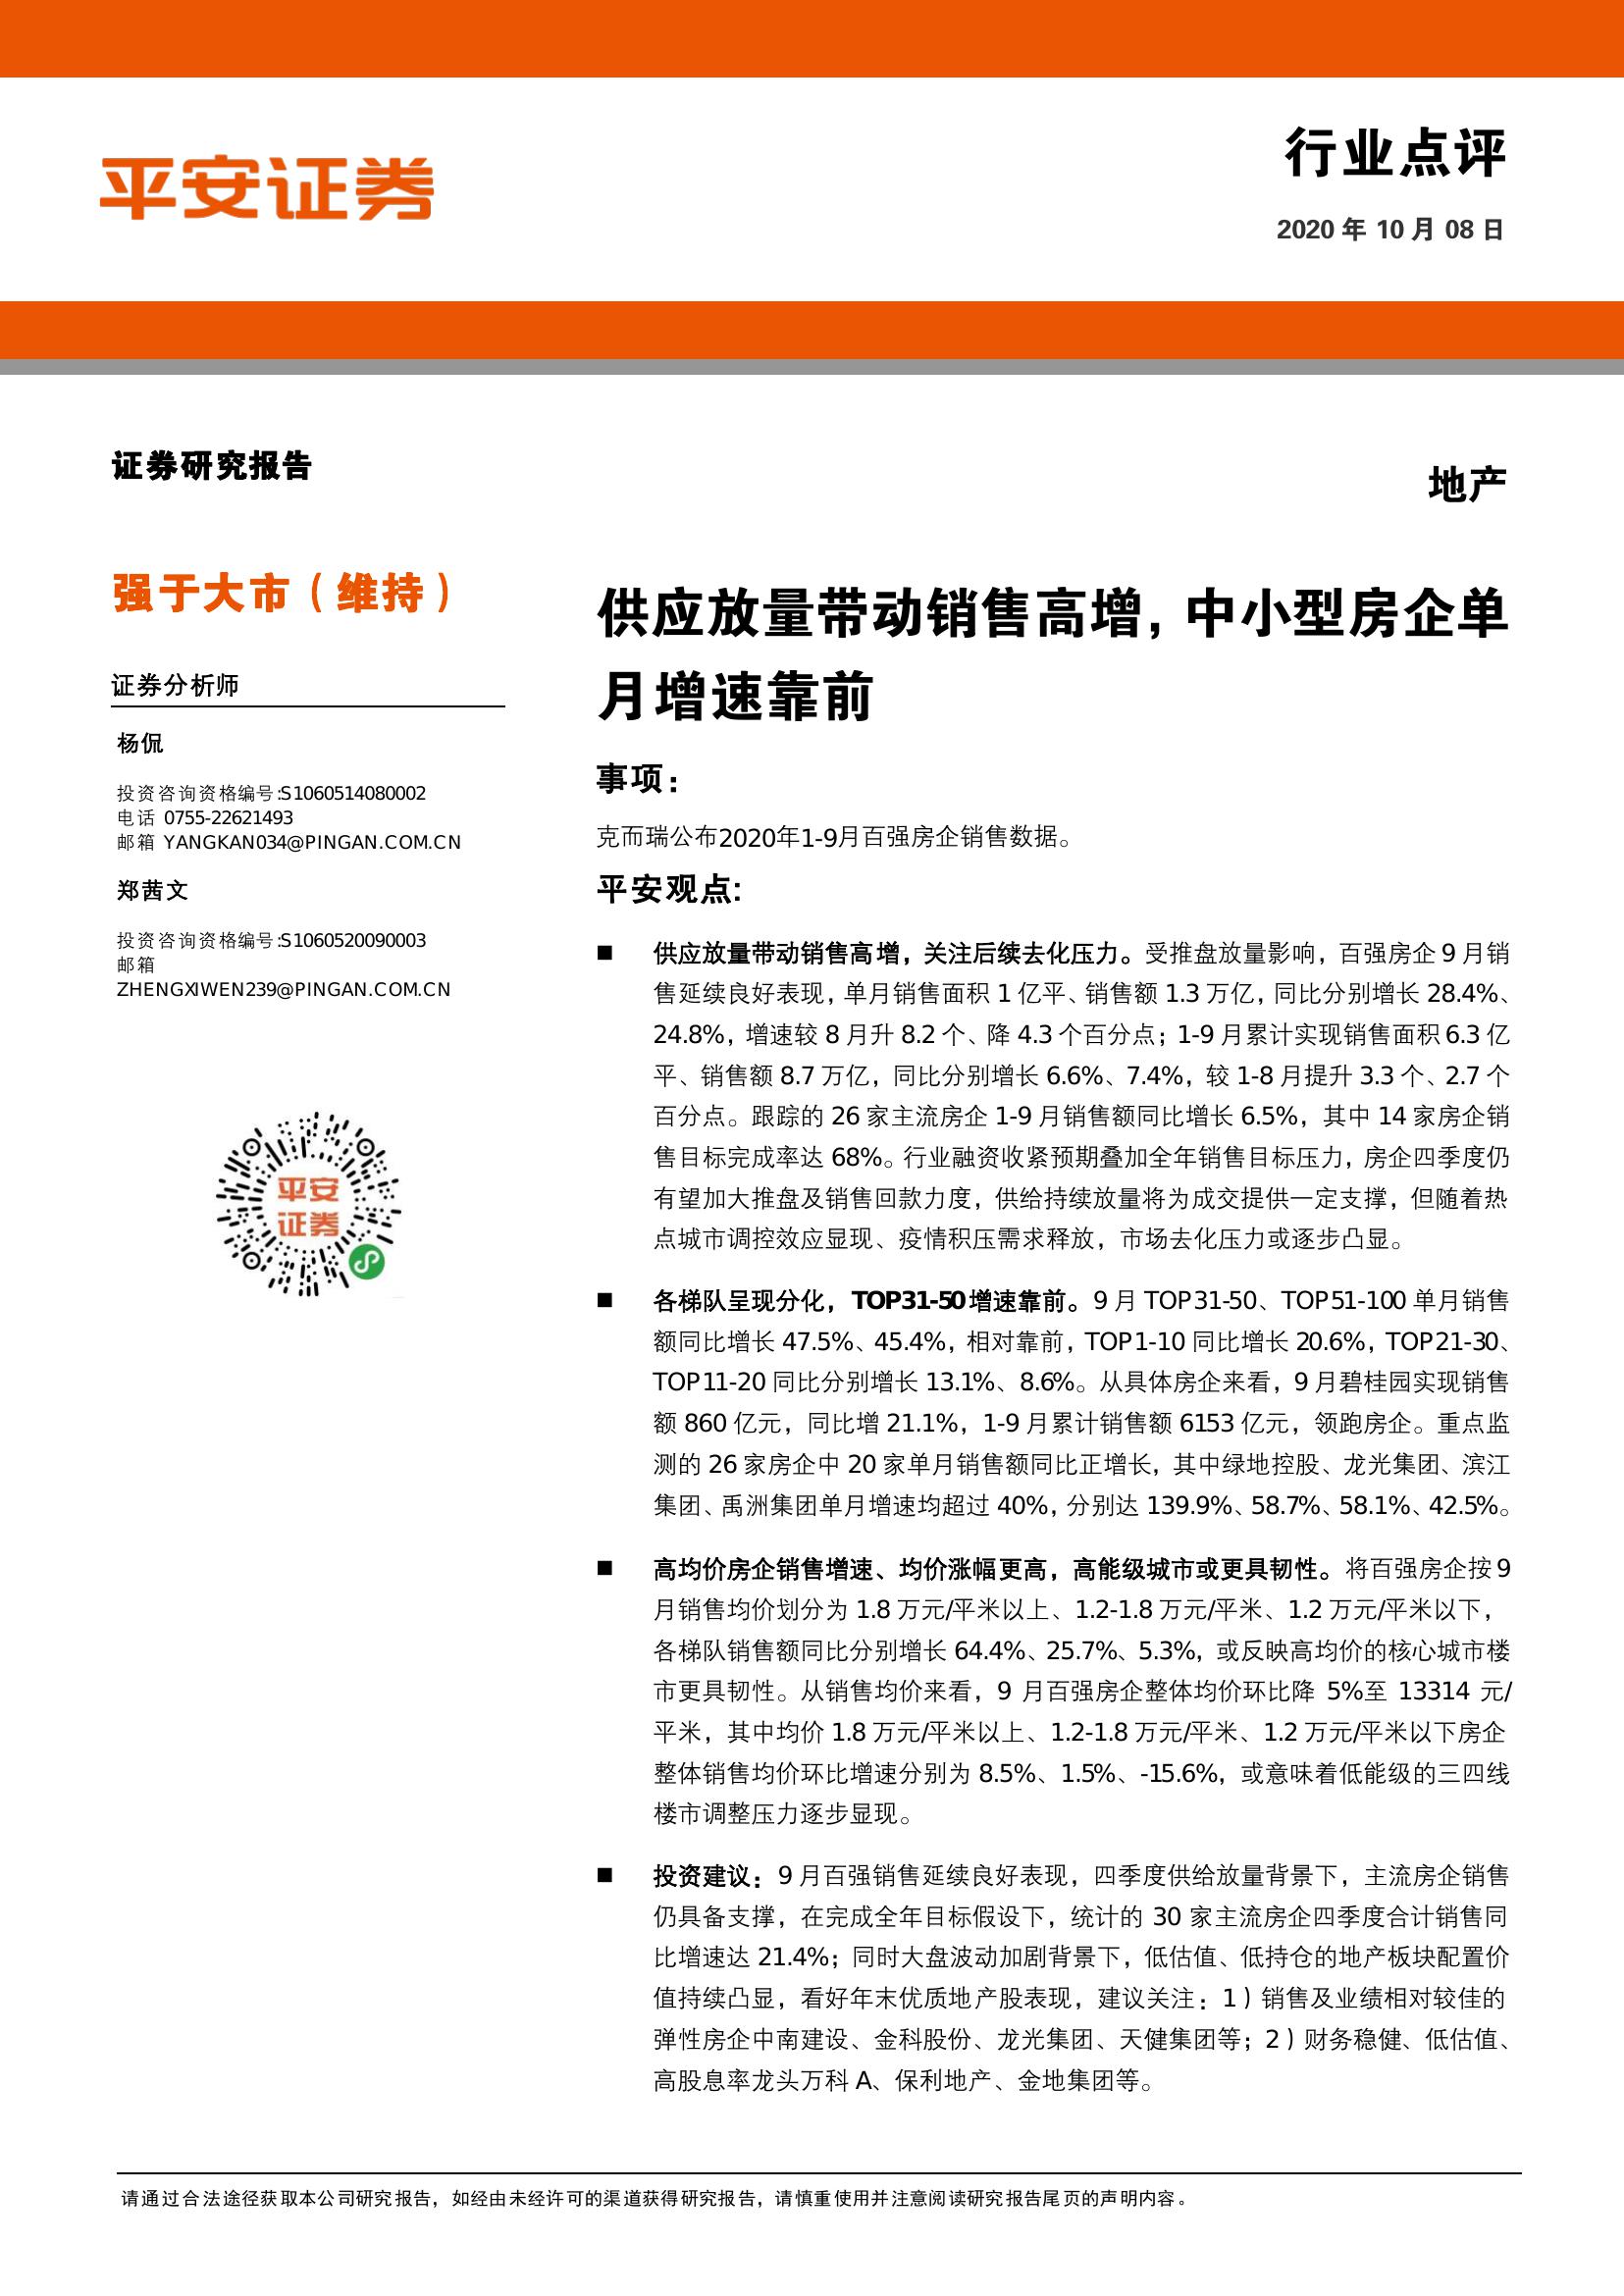 平安证券
行业点评
2020 年 10 月 08 日
证券研究报告
地产
强于大市（维持）
证券分析师
杨侃
投资咨询资格编号:S1060514080002
电话 0755-22621493
邮箱 YANGKAN034@PINGAN.COM.CN
郑茜文
投资咨询资格编号:S1060520090003
邮箱
ZHENGXIWEN239@PINGAN.COM.CN
平安
证券
供应放量带动销售高增，中小型房企单
月增速靠前
事项：
克而瑞公布2020年1-9月百强房企销售数据。
平安观点:
■ 供应放量带动销售高增，关注后续去化压力。受推盘放量影响，百强房企 9 月销
售延续良好表现，单月销售面积 1 亿平、销售额 1.3 万亿，同比分别增长 28.4%、
24.8%，增速较 8 月升 8.2 个、降 4.3 个百分点；1-9 月累计实现销售面积 6.3 亿
平、销售额 8.7 万亿，同比分别增长 6.6%、7.4%，较 1-8 月提升 3.3 个、2.7 个
百分点。跟踪的 26 家主流房企 1-9 月销售额同比增长 6.5%，其中 14 家房企销
售目标完成率达 68%。行业融资收紧预期叠加全年销售目标压力，房企四季度仍
有望加大推盘及销售回款力度，供给持续放量将为成交提供一定支撑，但随着热
点城市调控效应显现、疫情积压需求释放，市场去化压力或逐步凸显。
■ 各梯队呈现分化，TOP31-50 增速靠前。9 月 TOP31-50、TOP51-100 单月销售
额同比增长 47.5%、45.4%，相对靠前，TOP1-10 同比增长 20.6%，TOP21-30、
TOP11-20 同比分别增长 13.1%、8.6%。从具体房企来看，9 月碧桂园实现销售
额 860 亿元，同比增 21.1%，1-9 月累计销售额 6153 亿元，领跑房企。重点监
测的 26 家房企中 20 家单月销售额同比正增长，其中绿地控股、龙光集团、滨江
集团、禹洲集团单月增速均超过 40%，分别达 139.9%、58.7%、58.1%、42.5%。
■ 高均价房企销售增速、均价涨幅更高，高能级城市或更具韧性。将百强房企按 9
月销售均价划分为 1.8 万元/平米以上、1.2-1.8 万元/平米、1.2 万元/平米以下，
各梯队销售额同比分别增长 64.4%、25.7%、5.3%，或反映高均价的核心城市楼
市更具韧性。从销售均价来看，9 月百强房企整体均价环比降 5%至 13314 元/
平米，其中均价 1.8 万元/平米以上、1.2-1.8 万元/平米、1.2 万元/平米以下房企
整体销售均价环比增速分别为 8.5%、1.5%、-15.6%，或意味着低能级的三四线
楼市调整压力逐步显现。
■ 投资建议：9 月百强销售延续良好表现，四季度供给放量背景下，主流房企销售
仍具备支撑，在完成全年目标假设下，统计的 30 家主流房企四季度合计销售同
比增速达 21.4%；同时大盘波动加剧背景下，低估值、低持仓的地产板块配置价
值持续凸显，看好年末优质地产股表现，建议关注：1）销售及业绩相对较佳的
弹性房企中南建设、金科股份、龙光集团、天健集团等；2）财务稳健、低估值、
高股息率龙头万科 A、保利地产、金地集团等。
请通过合法途径获取本公司研究报告，如经由未经许可的渠道获得研究报告，请慎重使用并注意阅读研究报告尾页的声明内容。